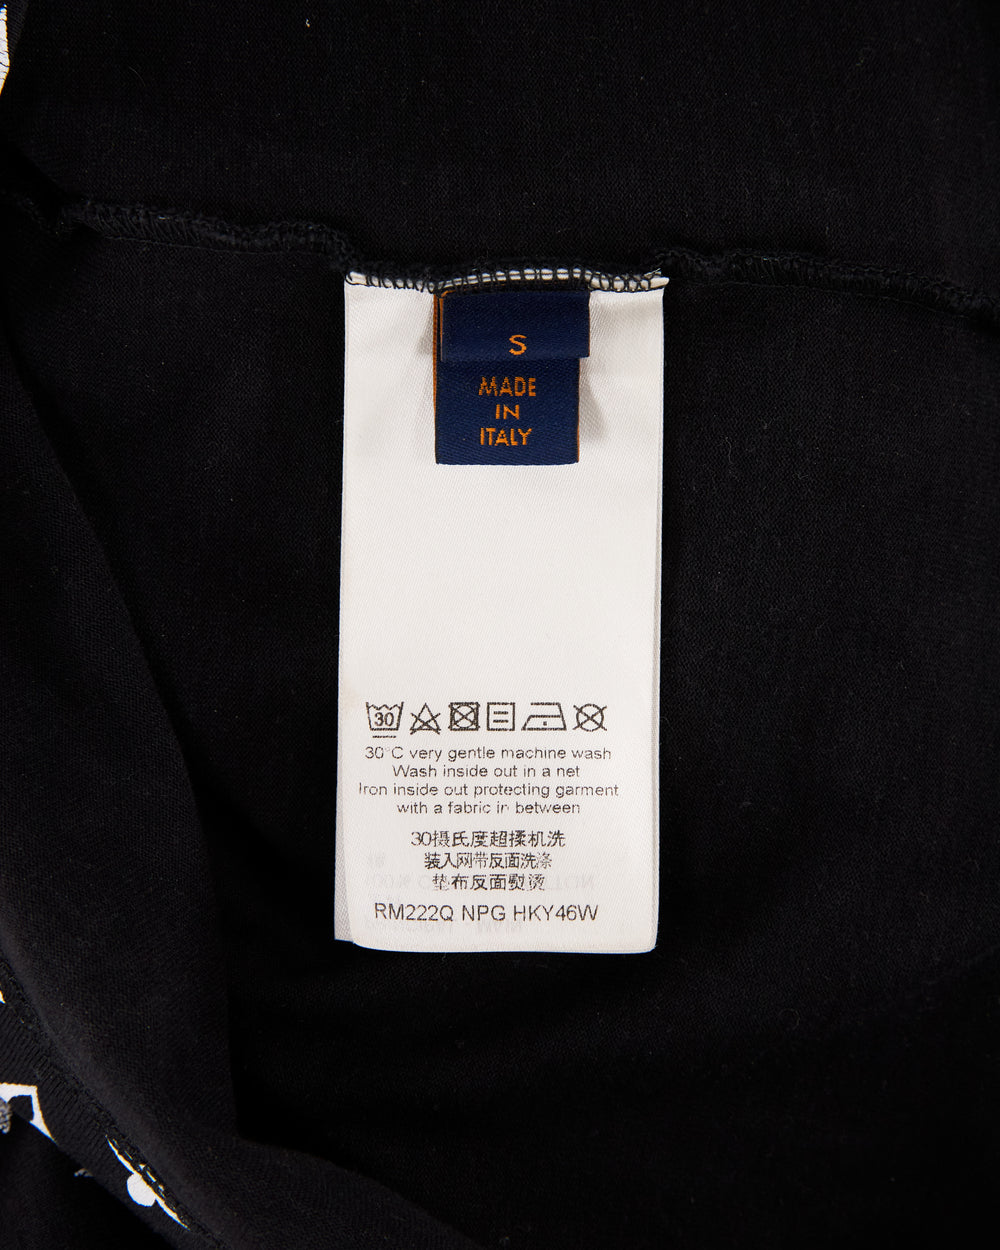 S
MADE
IN
ITALY
30
30°C very gentle machine wash
Wash inside out in a net
Iron inside out protecting garment
with a fabric in between
30摄氏度超揉机洗
装入网带反面洗涤
垫布反面熨烫
RM222Q NPG HKY46W